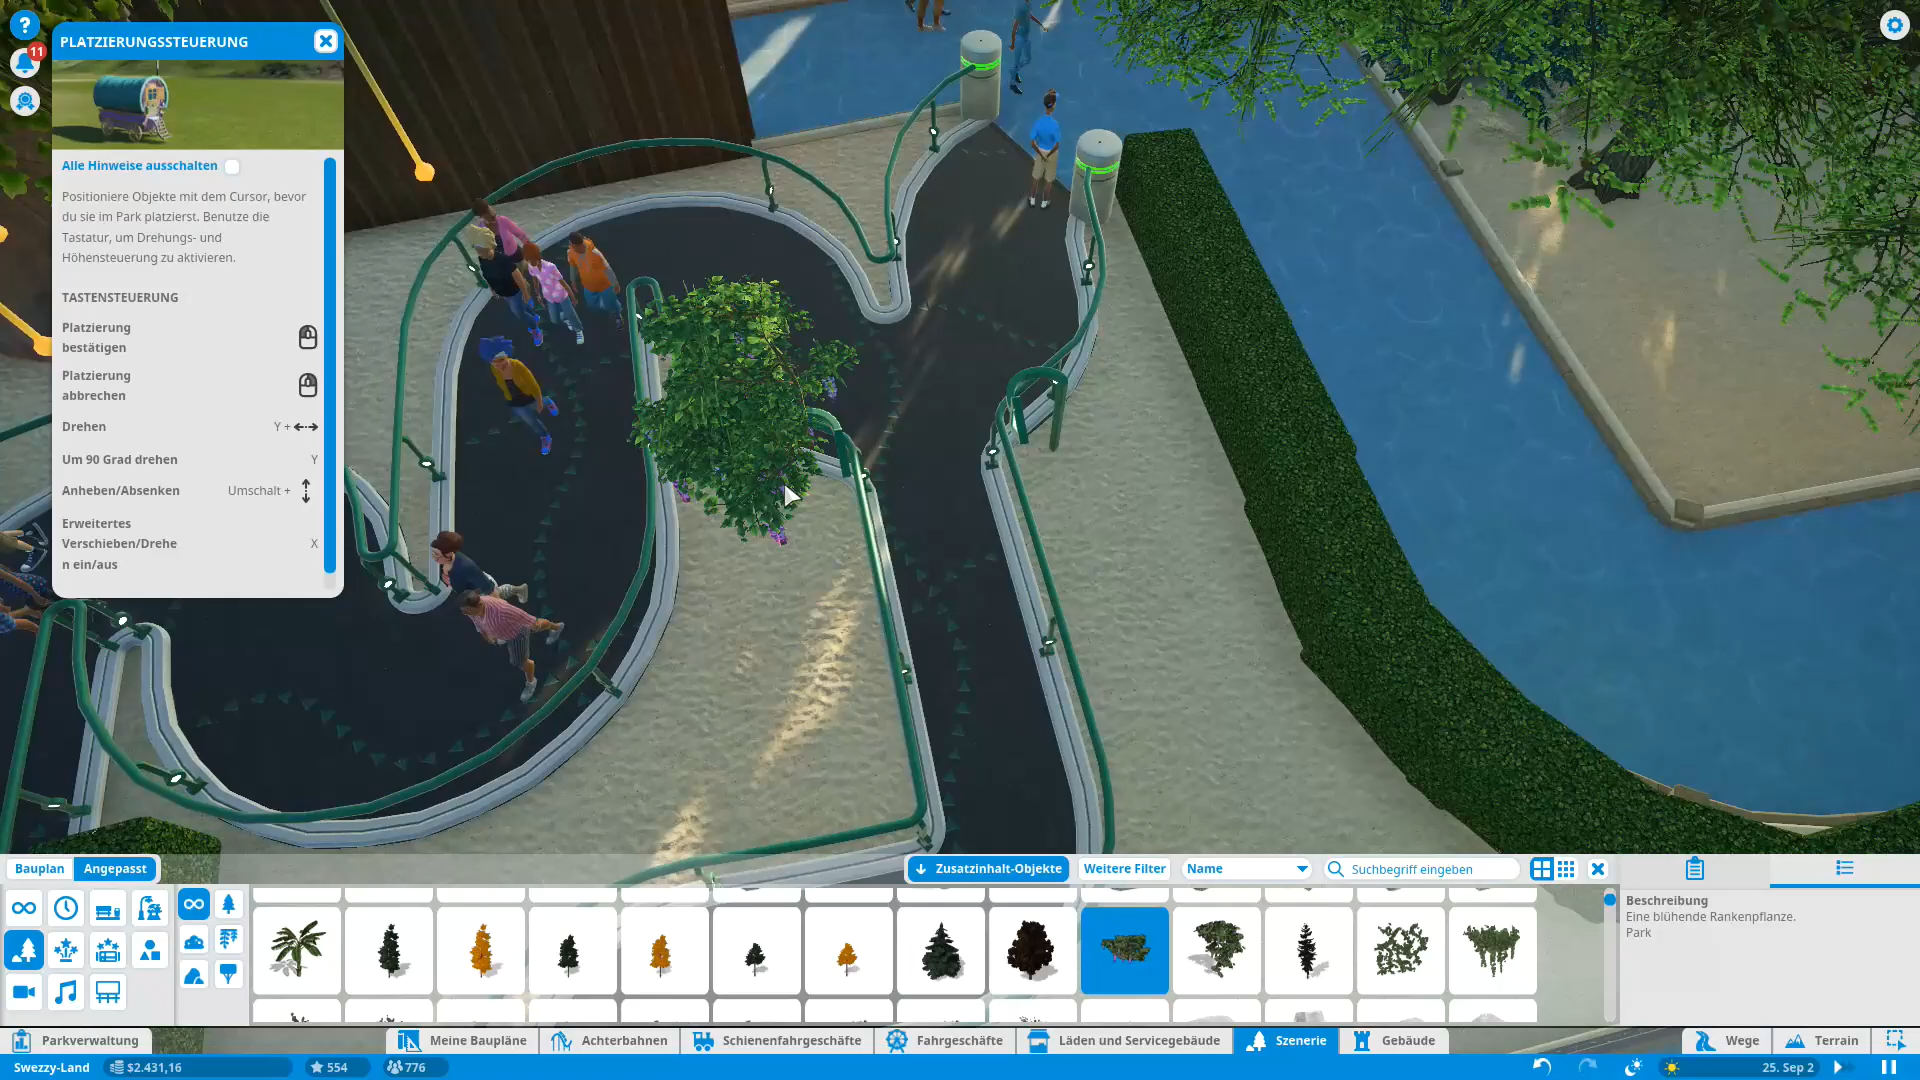 ?
11
PLATZIERUNGSSTEUERUNG
Alle Hinweise ausschalten
Positioniere Objekte mit dem Cursor, bevor
du sie im Park platzierst. Benutze die
Tastatur, um Drehungs- und
Höhensteuerung zu aktivieren.
TASTENSTEUERUNG
Platzierung
bestätigen
Platzierung
abbrechen
Drehen Y +
Um 90 Grad drehen Y
Anheben/Absenken Umschalt +
Erweitertes
Verschieben/Drehe X
n ein/aus
Bauplan Angepasst
Zusatzinhalt-Objekte Weitere Filter Name Suchbegriff eingeben
Beschreibung
Eine blühende Rankenpflanze.
Park
Parkverwaltung Meine Baupläne Achterbahnen Schienenfahrgeschäfte Fahrgeschäfte Läden und Servicegebäude Szenerie Gebäude Wege Terrain
Swezzy-Land $2.431,16 554 776 25. Sep 2